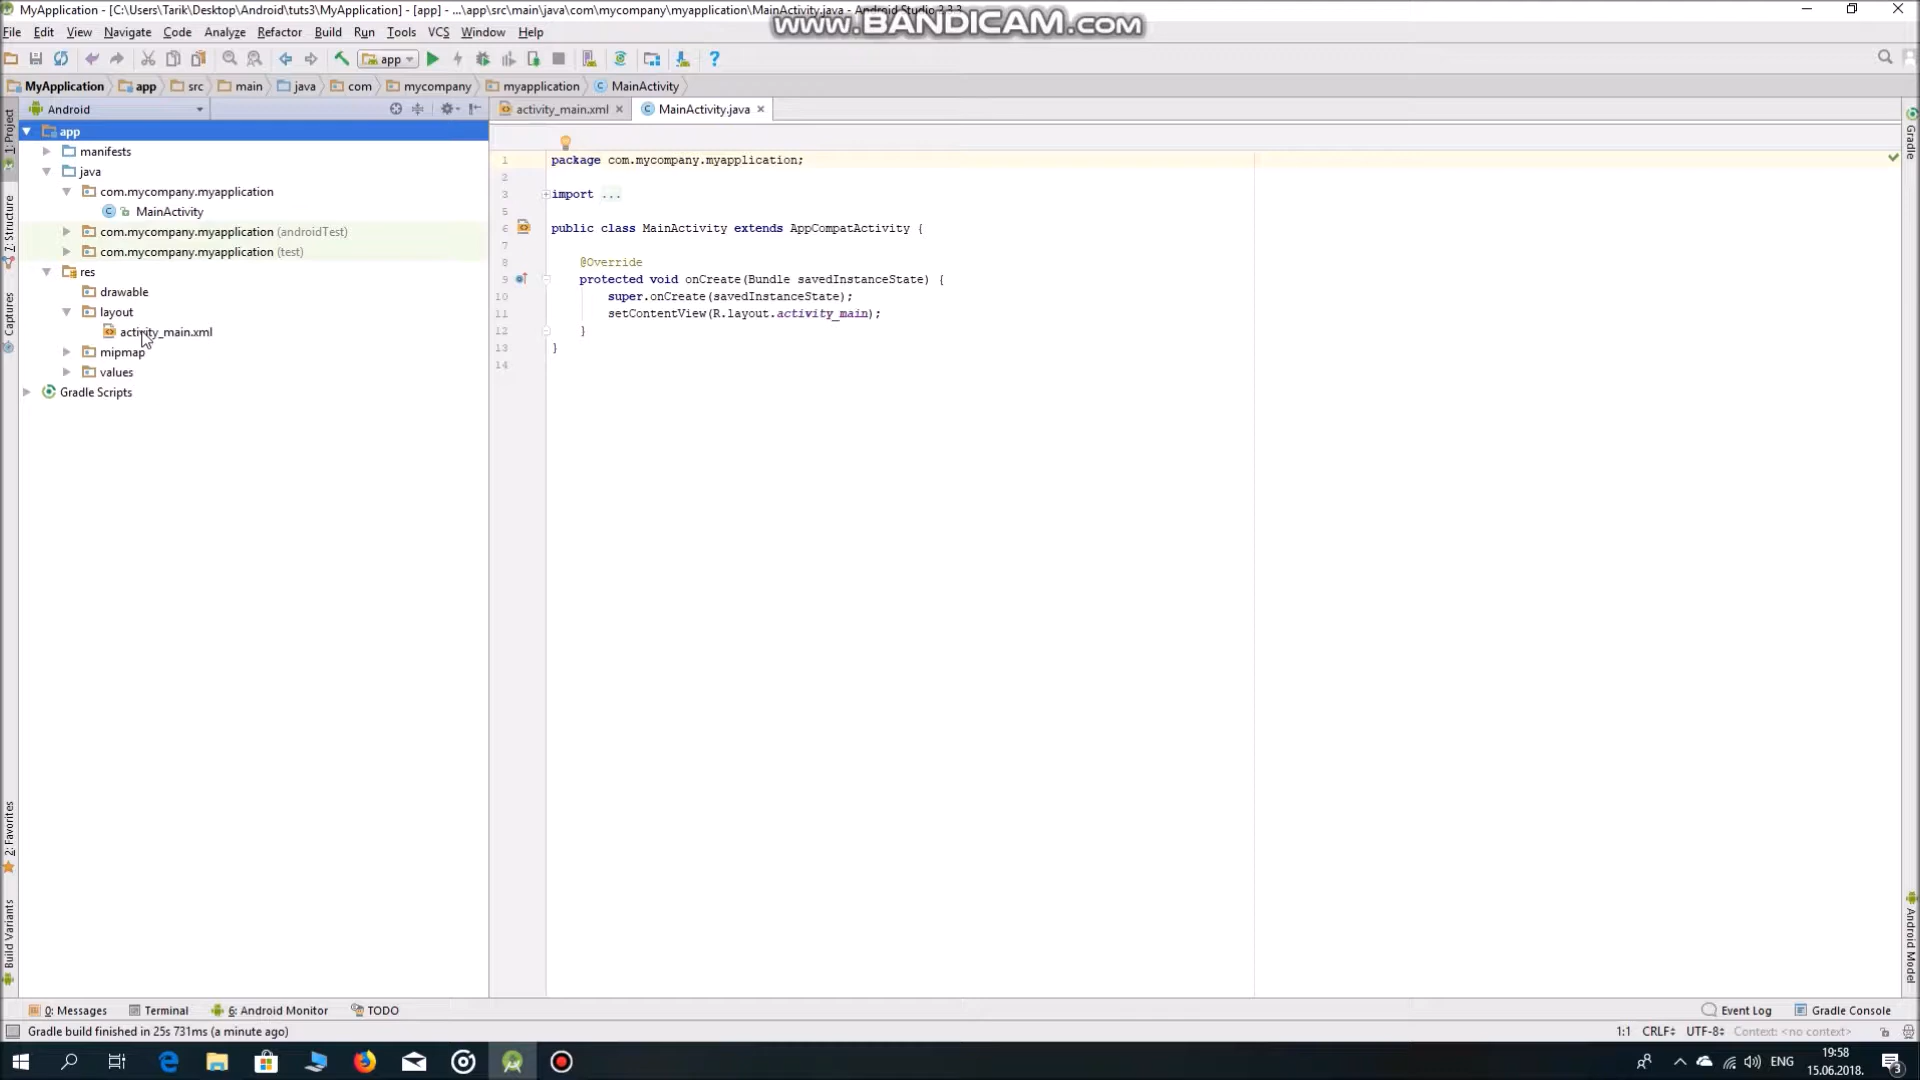 MyApplication - [C:\Users\Tarik\Desktop\Android\tuts3\MyApplication] - [app] - ...\app\src\main\java\com\mycompany\myapplication\MainActivity.java - Android Studio 2.3.3
www.BANDICAM.com
File Edit View Navigate Code Analyze Refactor Build Run Tools VCS Window Help
app
MyApplication app src main java com mycompany myapplication MainActivity
Android
activity_main.xml MainActivity.java
1: Project
7: Structure
Captures
2: Favorites
Build Variants
app
manifests
java
com.mycompany.myapplication
MainActivity
com.mycompany.myapplication (androidTest)
com.mycompany.myapplication (test)
res
drawable
layout
activity_main.xml
mipmap
values
Gradle Scripts
1 package com.mycompany.myapplication;
2
3 import ...
5
6 public class MainActivity extends AppCompatActivity {
7
8 @Override
9 protected void onCreate(Bundle savedInstanceState) {
10 super.onCreate(savedInstanceState);
11 setContentView(R.layout.activity_main);
12 }
13 }
14
Gradle
Android Model
0: Messages Terminal 6: Android Monitor TODO Event Log Gradle Console
Gradle build finished in 25s 731ms (a minute ago) 1:1 CRLF UTF-8 Context: <no context>
ENG 19:58
15.06.2018.
3